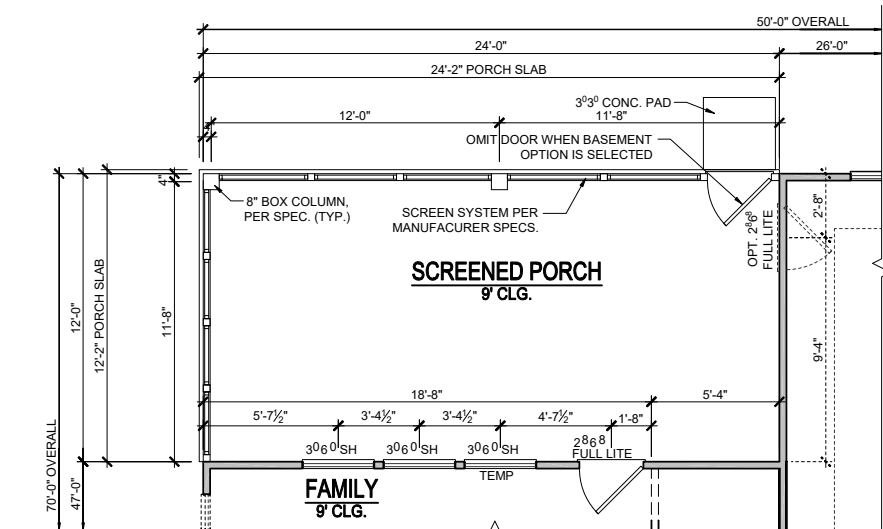 50'-0" OVERALL
24'-0"
26'-0"
24'-2" PORCH SLAB
3⁰3⁰ CONC. PAD
12'-0"
11'-8"
OMIT DOOR WHEN BASEMENT
OPTION IS SELECTED
4"
8" BOX COLUMN,
PER SPEC. (TYP.)
SCREEN SYSTEM PER
MANUFACURER SPECS.
2'-8"
OPT. 2⁸6⁸
FULL LITE
SCREENED PORCH
9' CLG.
12'-0"
12'-2" PORCH SLAB
11'-8"
9'-4"
18'-8"
5'-4"
5'-7½"
3'-4½"
3'-4½"
4'-7½"
1'-8"
3⁰6⁰SH
3⁰6⁰SH
3⁰6⁰SH
2⁸6⁸
FULL LITE
TEMP
70'-0" OVERALL
47'-0"
FAMILY
9' CLG.